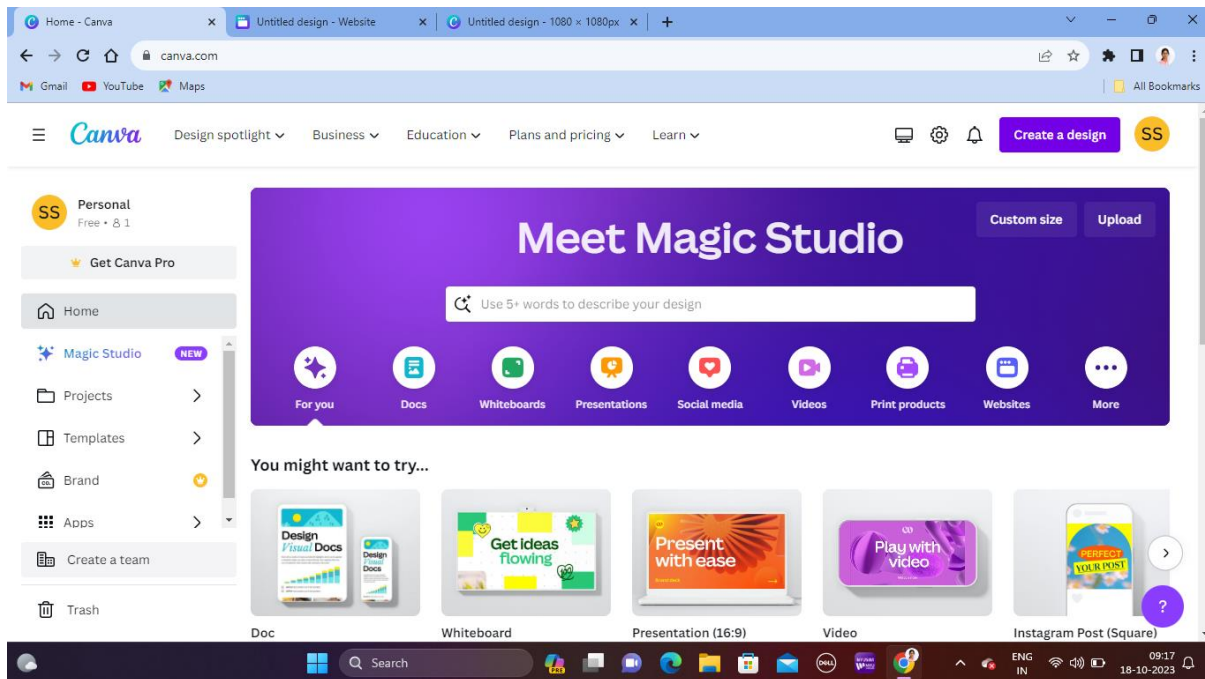 Home - Canva
Untitled design - Website
Untitled design - 1080 × 1080px
canva.com
Gmail YouTube Maps
All Bookmarks
Canva
Design spotlight Business Education Plans and pricing Learn
Create a design
SS
SS
Personal
Free • 1
Get Canva Pro
Home
Magic Studio NEW
Projects
Templates
Brand
Apps
Create a team
Trash
Custom size Upload
Meet Magic Studio
Use 5+ words to describe your design
For you Docs Whiteboards Presentations Social media Videos Print products Websites More
You might want to try...
Design
Visual Docs
Design
Visual
Docs
Get ideas
flowing
Present
with ease
Play with
video
PERFECT
YOUR POST
?
Doc Whiteboard Presentation (16:9) Video Instagram Post (Square)
Search
PRE
DELL
ENG
IN
09:17
18-10-2023